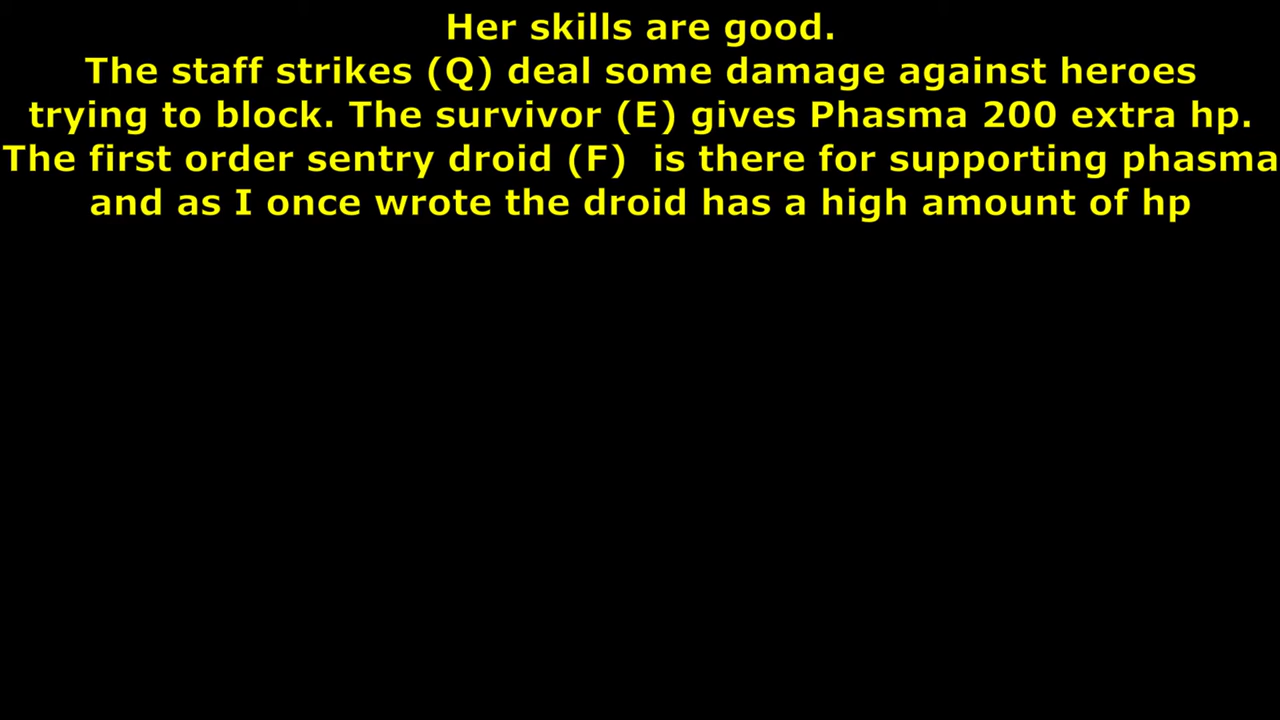 Her skills are good.
The staff strikes (Q) deal some damage against heroes
trying to block. The survivor (E) gives Phasma 200 extra hp.
The first order sentry droid (F)  is there for supporting phasma
and as I once wrote the droid has a high amount of hp